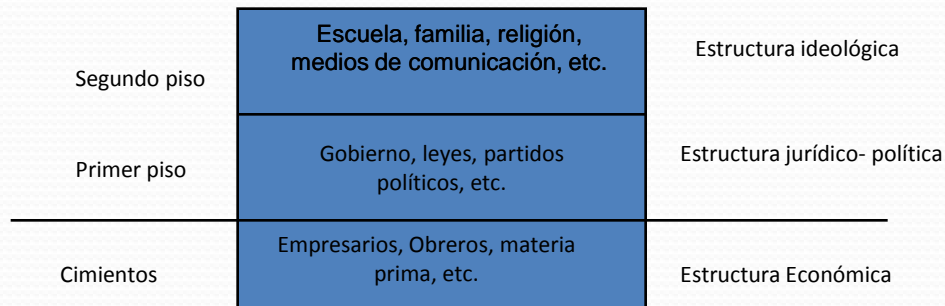 Escuela, familia, religión,
medios de comunicación, etc.
Estructura ideológica
Segundo piso
Gobierno, leyes, partidos
políticos, etc.
Estructura jurídico- política
Primer piso
Empresarios, Obreros, materia
prima, etc.
Cimientos
Estructura Económica